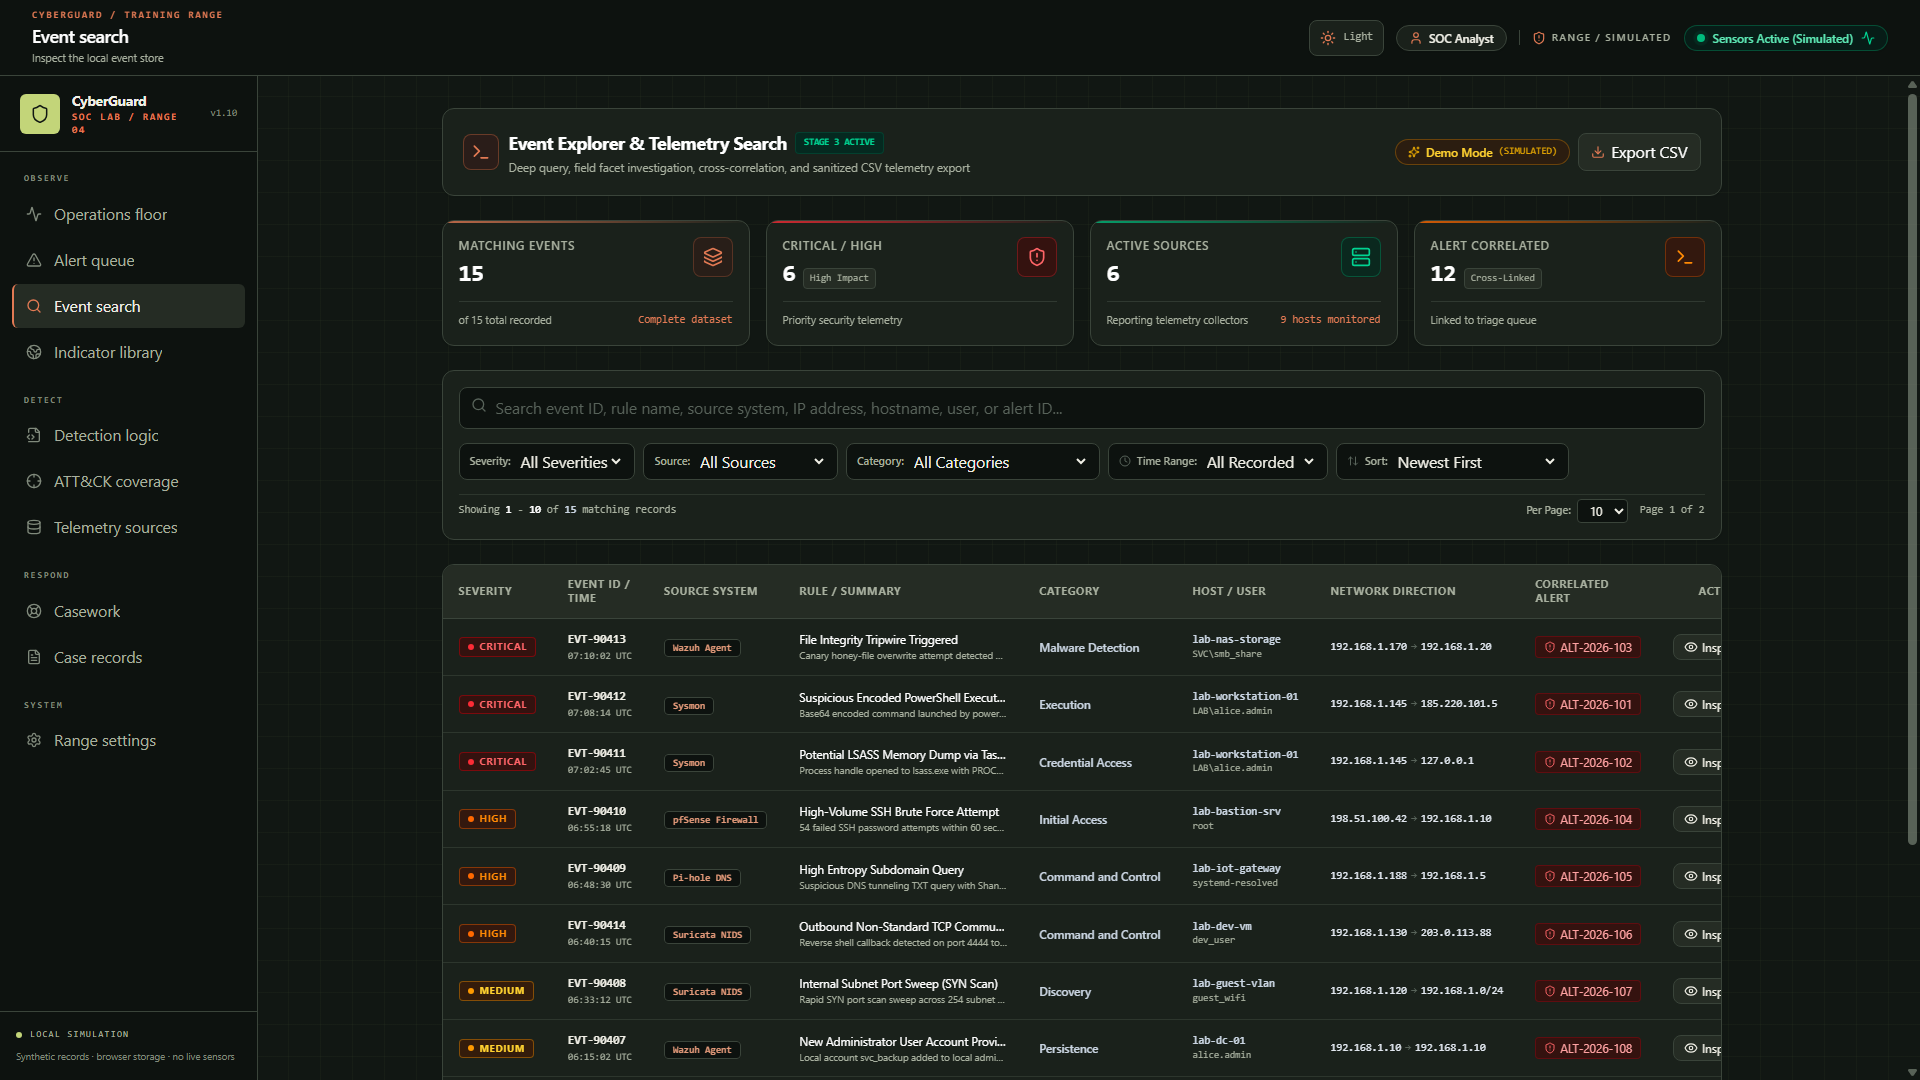 CYBERGUARD / TRAINING RANGE
Event search
Inspect the local event store
Light
SOC Analyst
RANGE / SIMULATED
Sensors Active (Simulated)
CyberGuard
SOC LAB / RANGE 04
v1.10
OBSERVE
Operations floor
Alert queue
Event search
Indicator library
DETECT
Detection logic
ATT&CK coverage
Telemetry sources
RESPOND
Casework
Case records
SYSTEM
Range settings
LOCAL SIMULATION
Synthetic records · browser storage · no live sensors
Event Explorer & Telemetry Search
STAGE 3 ACTIVE
Deep query, field facet investigation, cross-correlation, and sanitized CSV telemetry export
Demo Mode (SIMULATED)
Export CSV
MATCHING EVENTS
15
of 15 total recorded
Complete dataset
CRITICAL / HIGH
6 High Impact
Priority security telemetry
ACTIVE SOURCES
6
Reporting telemetry collectors
9 hosts monitored
ALERT CORRELATED
12 Cross-Linked
Linked to triage queue
Search event ID, rule name, source system, IP address, hostname, user, or alert ID...
Severity: All Severities
Source: All Sources
Category: All Categories
Time Range: All Recorded
Sort: Newest First
Showing 1 - 10 of 15 matching records
Per Page: 10
Page 1 of 2
SEVERITY
EVENT ID / TIME
SOURCE SYSTEM
RULE / SUMMARY
CATEGORY
HOST / USER
NETWORK DIRECTION
CORRELATED ALERT
ACT
CRITICAL
EVT-90413
07:10:02 UTC
Wazuh Agent
File Integrity Tripwire Triggered
Canary honey-file overwrite attempt detected ...
Malware Detection
lab-nas-storage
SVC\smb_share
192.168.1.170 → 192.168.1.20
ALT-2026-103
Insp
CRITICAL
EVT-90412
07:08:14 UTC
Sysmon
Suspicious Encoded PowerShell Execut...
Base64 encoded command launched by power...
Execution
lab-workstation-01
LAB\alice.admin
192.168.1.145 → 185.220.101.5
ALT-2026-101
Insp
CRITICAL
EVT-90411
07:02:45 UTC
Sysmon
Potential LSASS Memory Dump via Tas...
Process handle opened to lsass.exe with PROC...
Credential Access
lab-workstation-01
LAB\alice.admin
192.168.1.145 → 127.0.0.1
ALT-2026-102
Insp
HIGH
EVT-90410
06:55:18 UTC
pfSense Firewall
High-Volume SSH Brute Force Attempt
54 failed SSH password attempts within 60 sec...
Initial Access
lab-bastion-srv
root
198.51.100.42 → 192.168.1.10
ALT-2026-104
Insp
HIGH
EVT-90409
06:48:30 UTC
Pi-hole DNS
High Entropy Subdomain Query
Suspicious DNS tunneling TXT query with Shan...
Command and Control
lab-iot-gateway
systemd-resolved
192.168.1.188 → 192.168.1.5
ALT-2026-105
Insp
HIGH
EVT-90414
06:40:15 UTC
Suricata NIDS
Outbound Non-Standard TCP Commu...
Reverse shell callback detected on port 4444 to...
Command and Control
lab-dev-vm
dev_user
192.168.1.130 → 203.0.113.88
ALT-2026-106
Insp
MEDIUM
EVT-90408
06:33:12 UTC
Suricata NIDS
Internal Subnet Port Sweep (SYN Scan)
Rapid SYN port scan sweep across 254 subnet ...
Discovery
lab-guest-vlan
guest_wifi
192.168.1.120 → 192.168.1.0/24
ALT-2026-107
Insp
MEDIUM
EVT-90407
06:15:02 UTC
Wazuh Agent
New Administrator User Account Provi...
Local account svc_backup added to local admi...
Persistence
lab-dc-01
alice.admin
192.168.1.10 → 192.168.1.10
ALT-2026-108
Insp